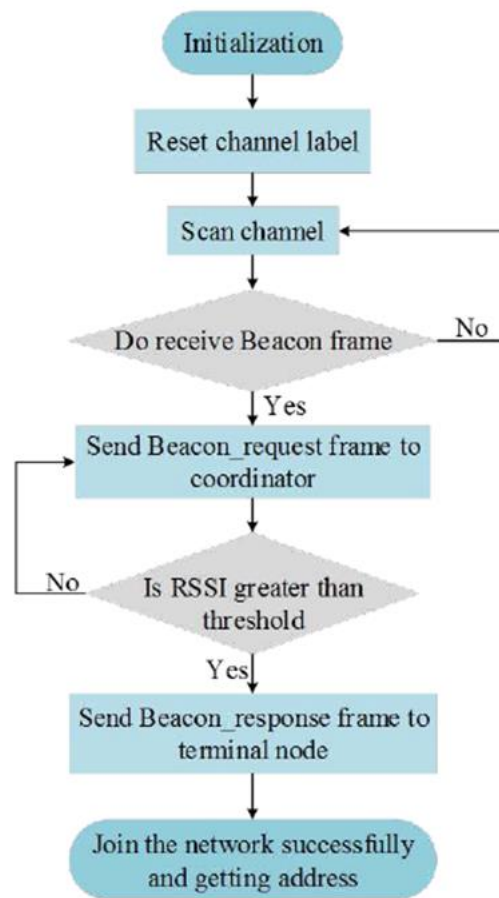 Initialization
Reset channel label
Scan channel
Do receive Beacon frame
No
Yes
Send Beacon_request frame to
coordinator
No
Is RSSI greater than
threshold
Yes
Send Beacon_response frame to
terminal node
Join the network successfully
and getting address